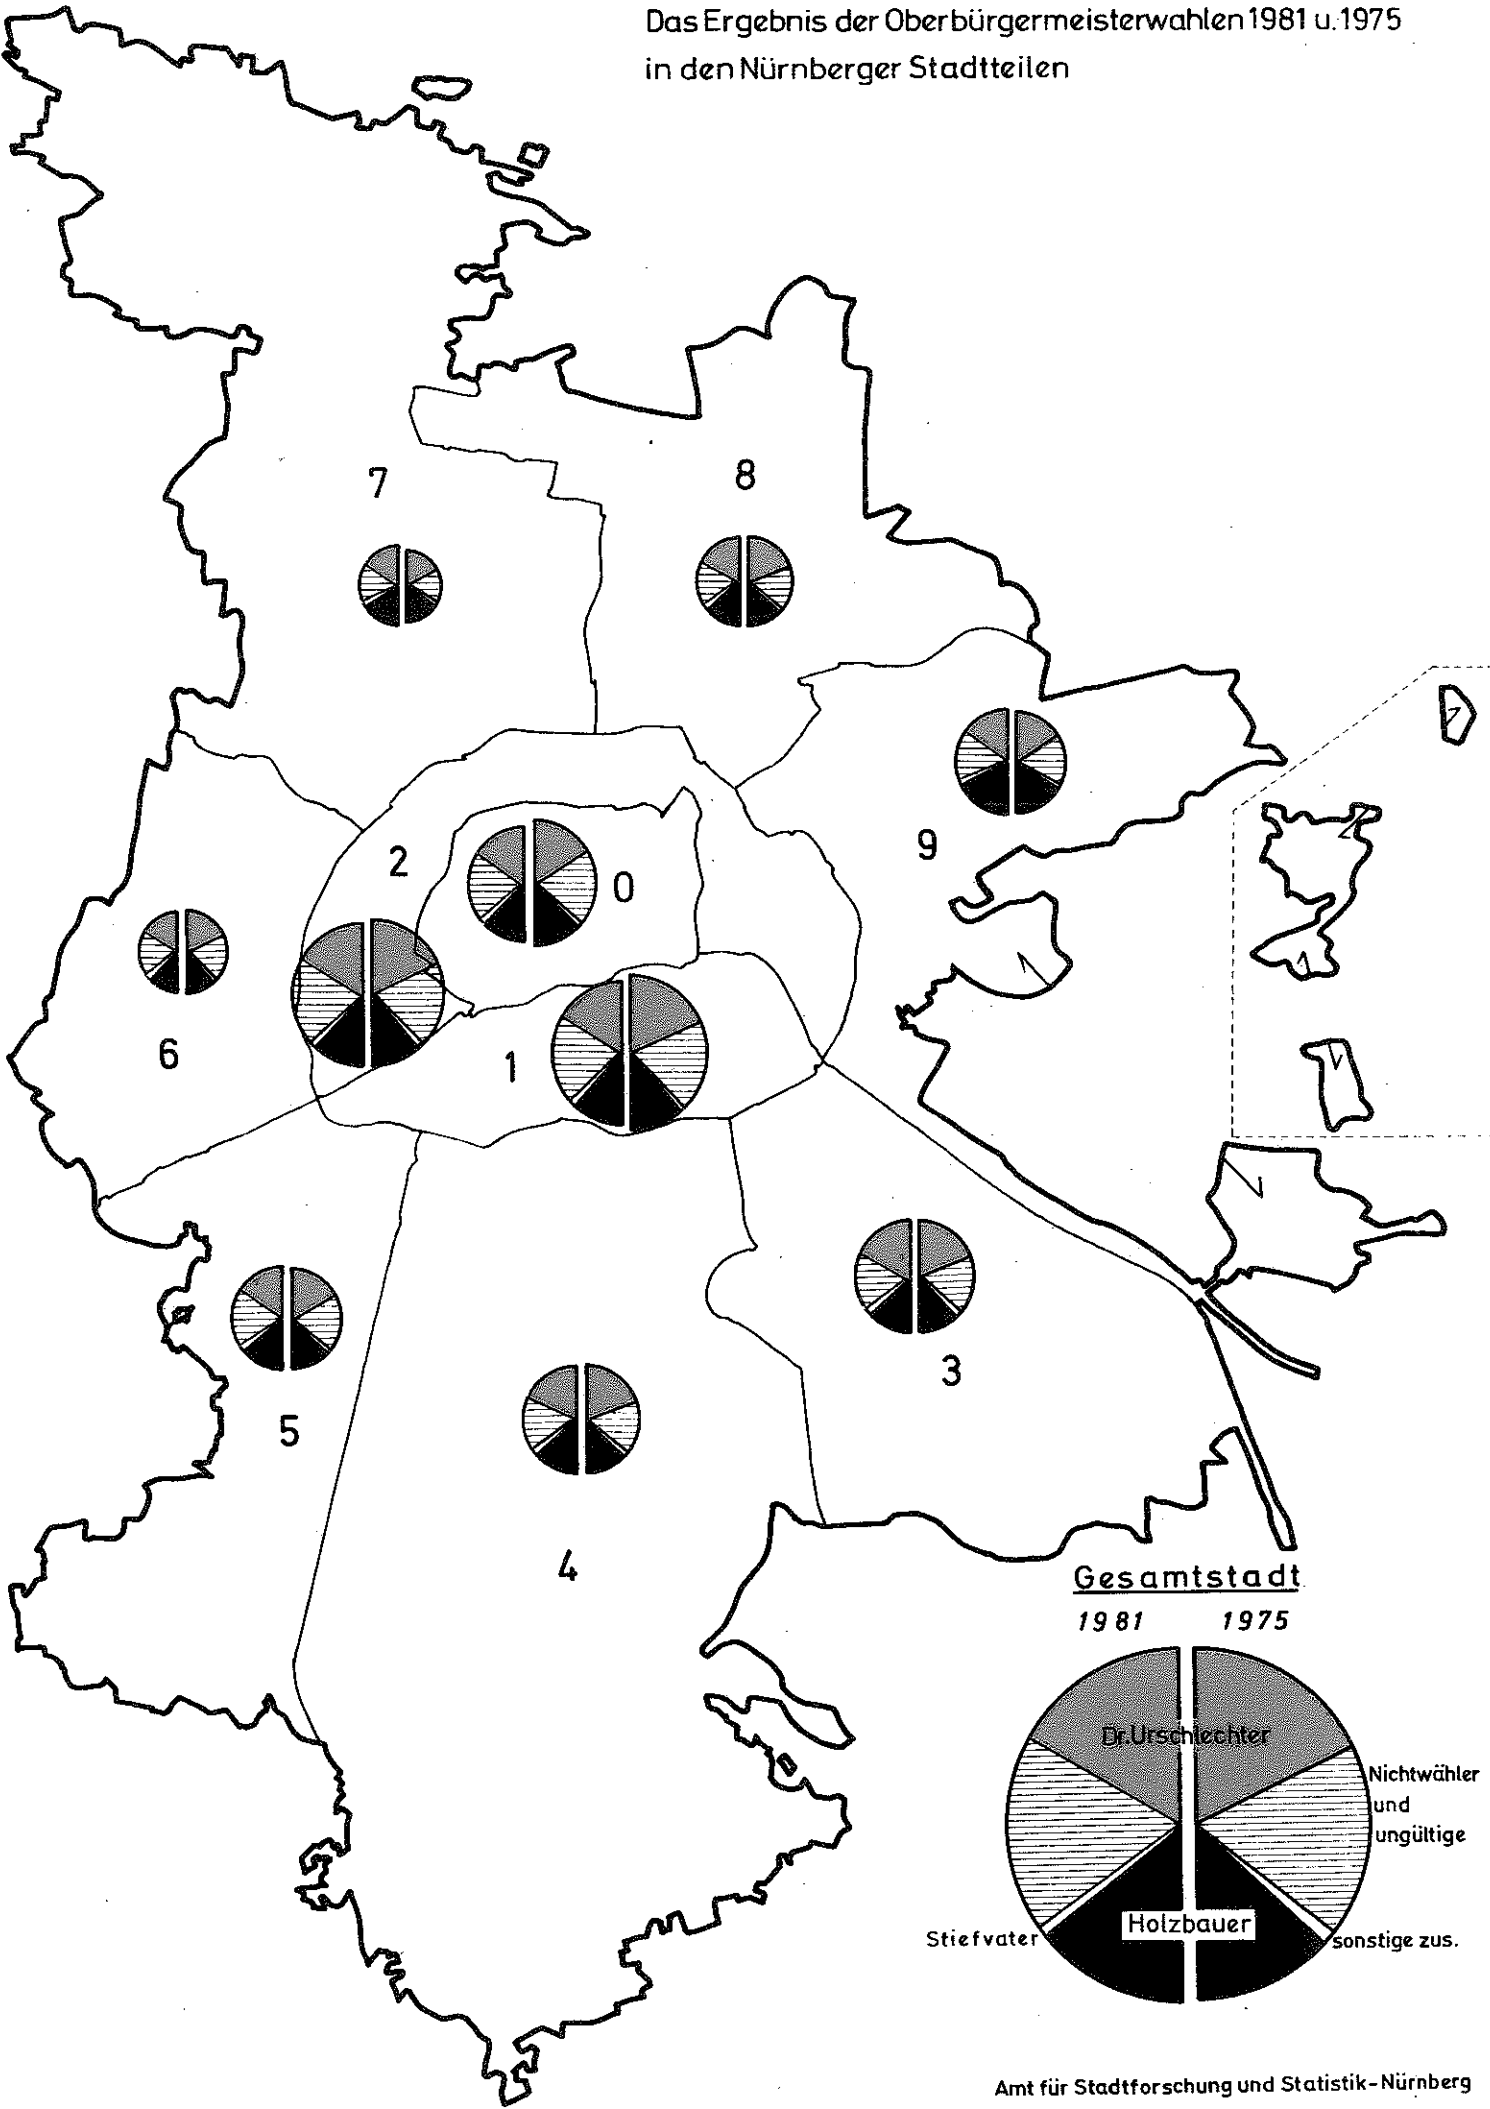 Das Ergebnis der Oberbürgermeisterwahlen 1981 u. 1975
in den Nürnberger Stadtteilen
7
8
9
2
0
6
1
3
5
4
Gesamtstadt
1981 1975
Dr. Urschlechter
Nichtwähler
und
ungültige
Holzbauer
Stiefvater
sonstige zus.
Amt für Stadtforschung und Statistik-Nürnberg